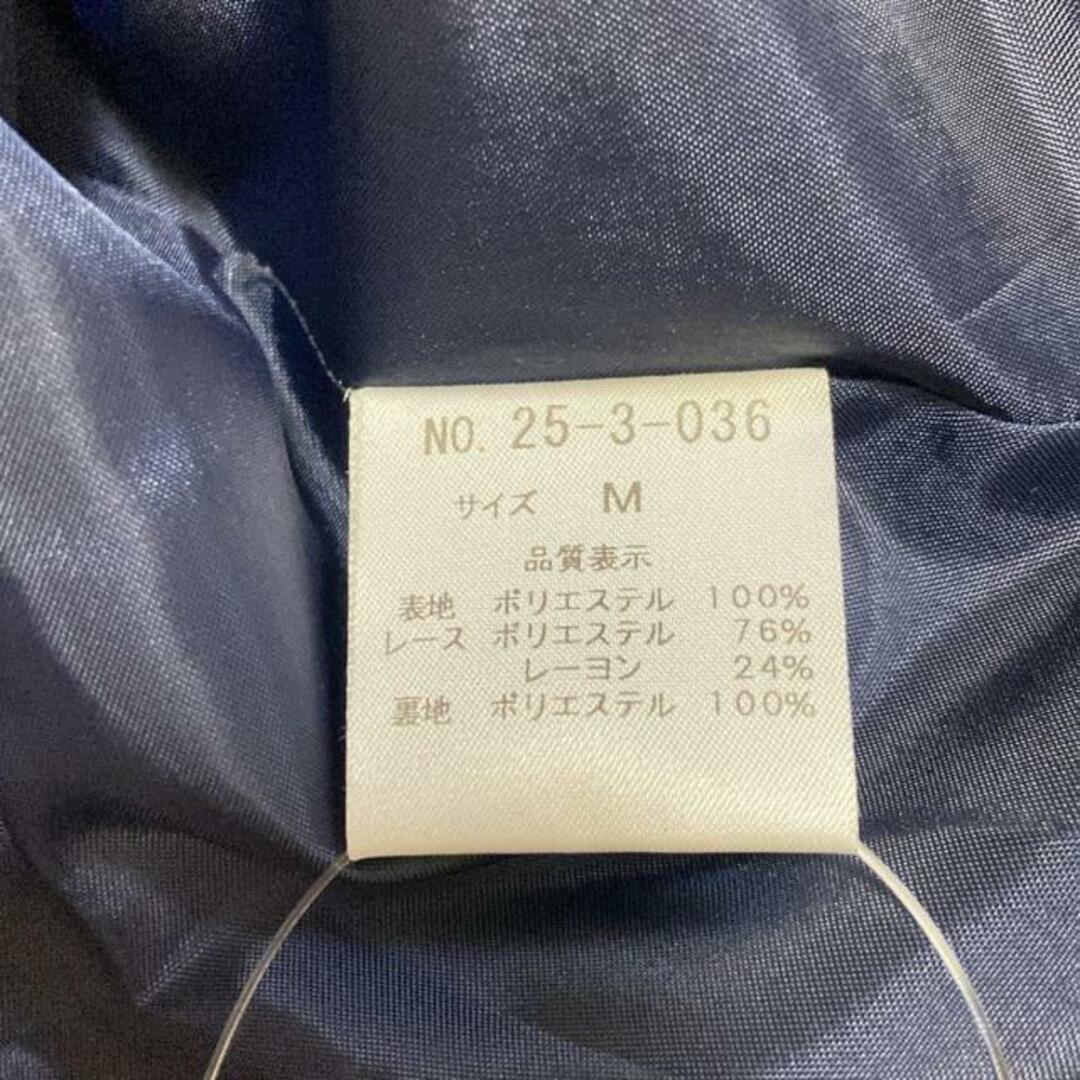 NO. 25-3-036
サイズ M
品質表示
表地 ポリエステル 100%
レース ポリエステル 76%
レーヨン 24%
裏地 ポリエステル 100%